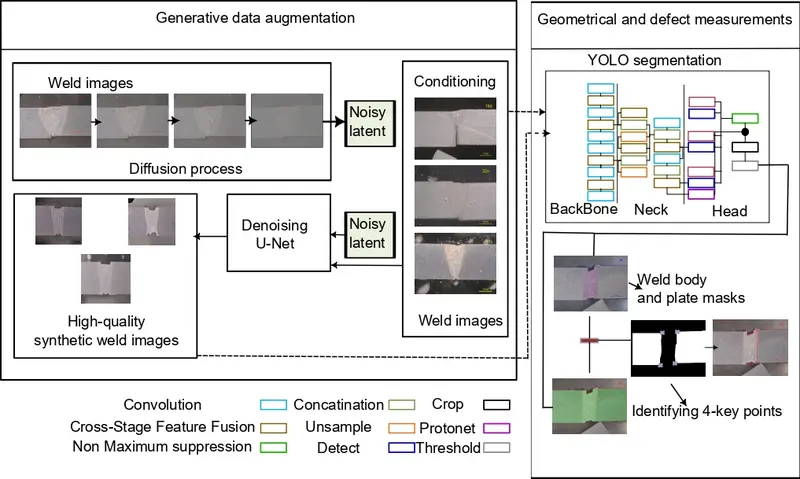 Generative data augmentation
Geometrical and defect measurements
Weld images
Noisy
latent
Diffusion process
Conditioning
Denoising
U-Net
Noisy
latent
Weld images
High-quality
synthetic weld images
YOLO segmentation
BackBone
Neck
Head
Weld body
and plate masks
Identifying 4-key points
Convolution
Concatination
Crop
Cross-Stage Feature Fusion
Unsample
Protonet
Non Maximum suppression
Detect
Threshold